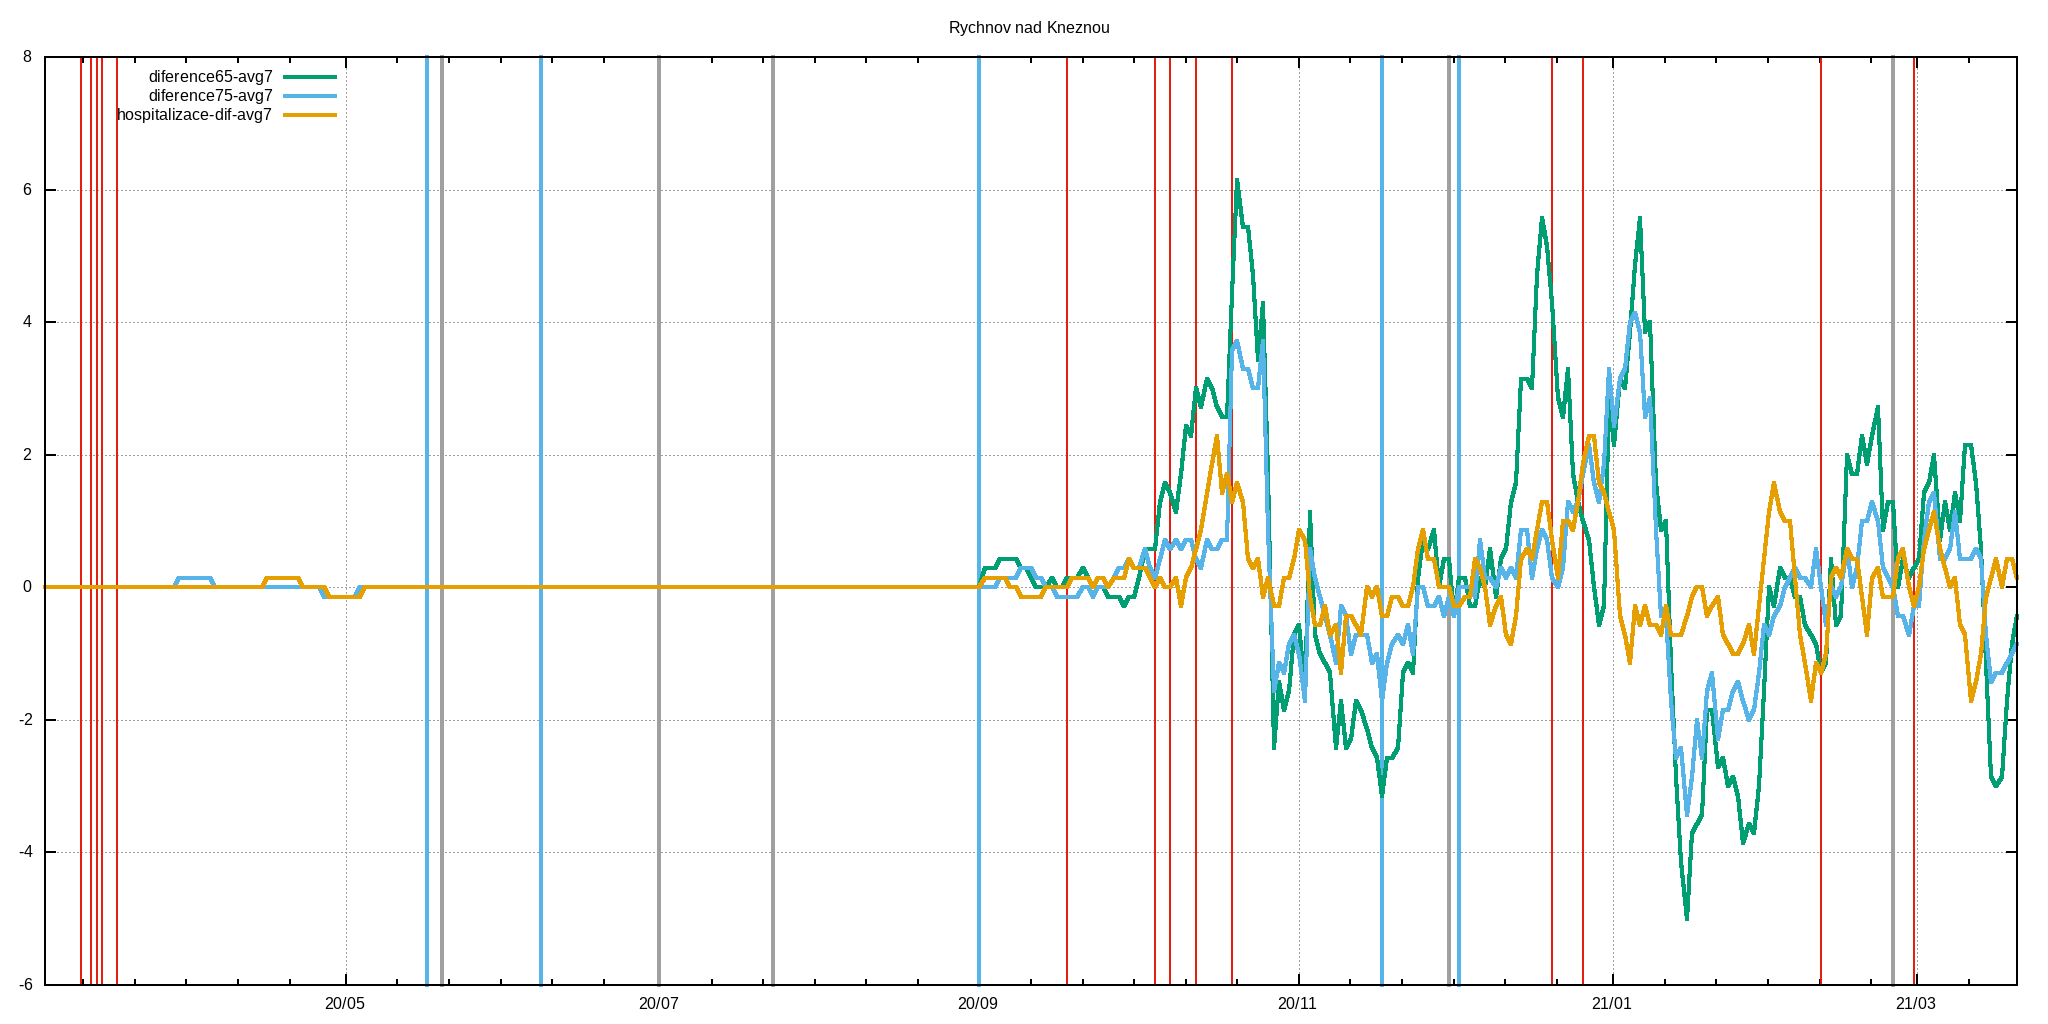 Rychnov nad Kneznou
8
6
4
2
0
-2
-4
-6
diference65-avg7
diference75-avg7
hospitalizace-dif-avg7
20/05 20/07 20/09 20/11 21/01 21/03